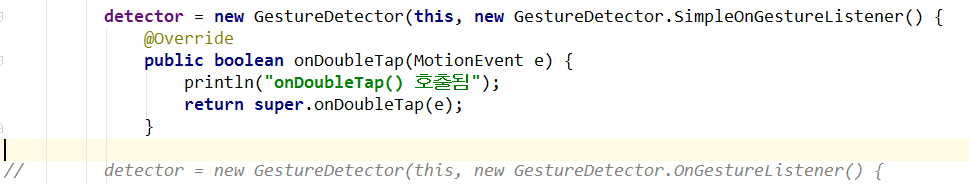 detector = new GestureDetector(this, new GestureDetector.SimpleOnGestureListener() {
@Override
public boolean onDoubleTap(MotionEvent e) {
println("onDoubleTap() 호출됨");
return super.onDoubleTap(e);
}
// detector = new GestureDetector(this, new GestureDetector.OnGestureListener() {